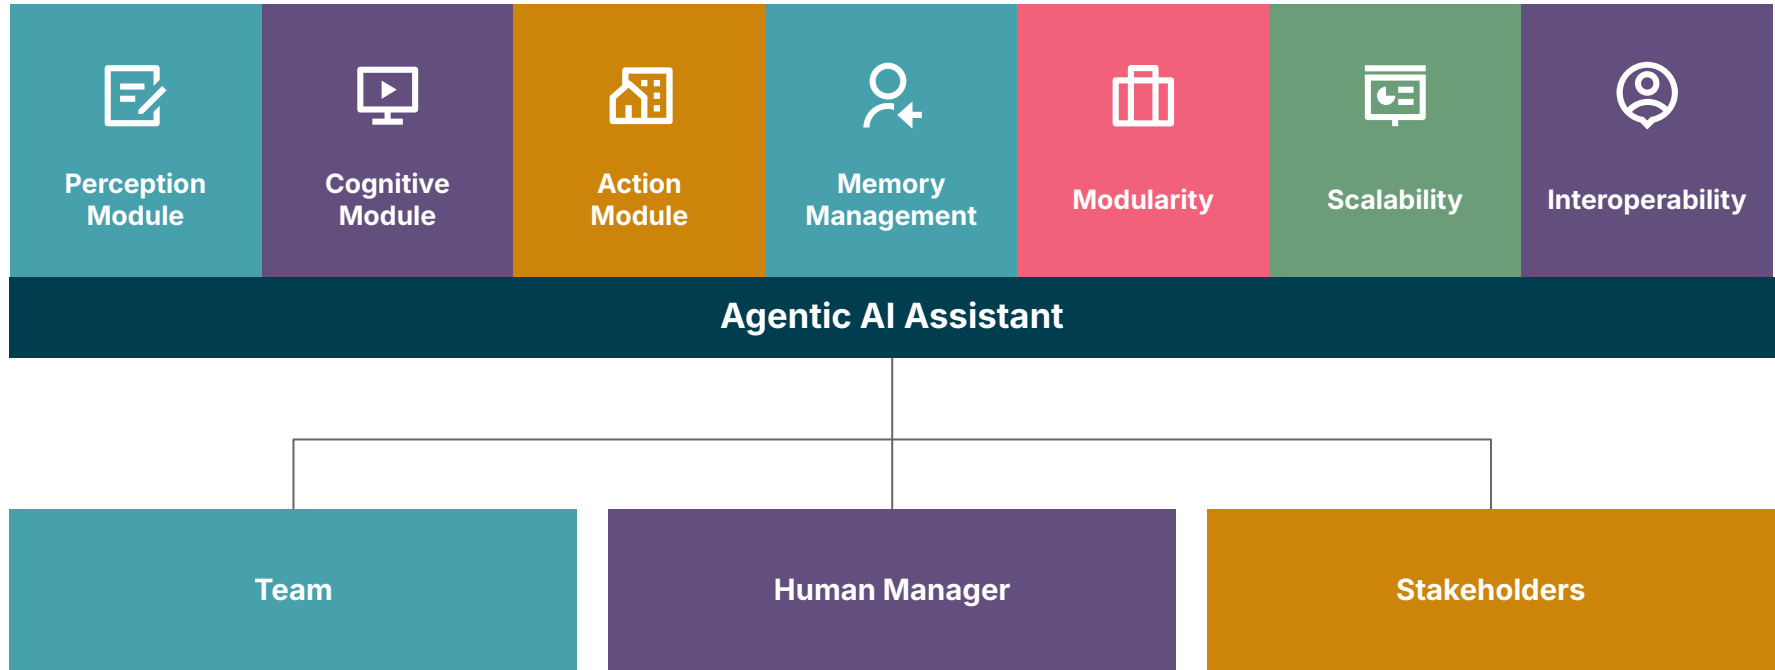 Perception
Module
Cognitive
Module
Action
Module
Memory
Management
Modularity
Scalability
Interoperability
Agentic AI Assistant
Team
Human Manager
Stakeholders